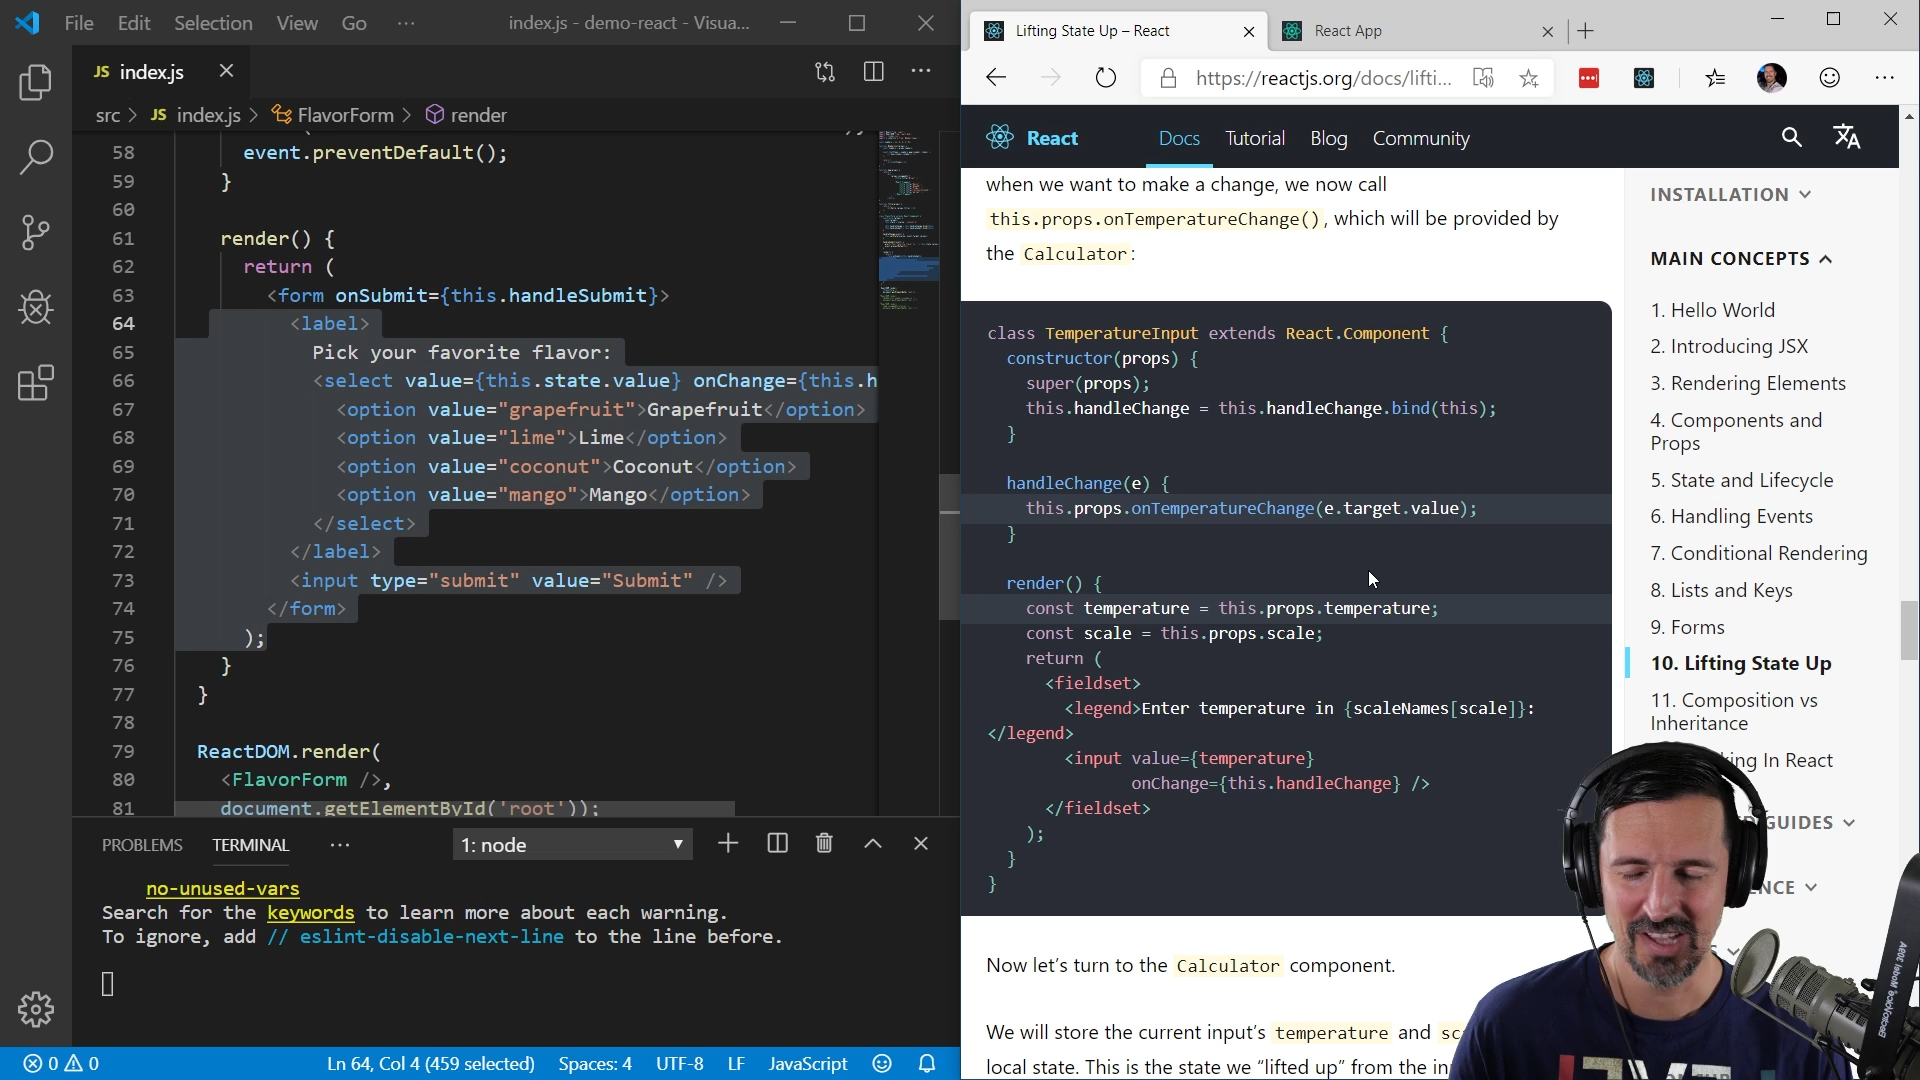 File Edit Selection View Go ··· index.js - demo-react - Visua...
JS index.js
src > JS index.js > FlavorForm > render
58 event.preventDefault();
59 }
60
61 render() {
62 return (
63 <form onSubmit={this.handleSubmit}>
64 <label>
65 Pick your favorite flavor:
66 <select value={this.state.value} onChange={this.h
67 <option value="grapefruit">Grapefruit</option>
68 <option value="lime">Lime</option>
69 <option value="coconut">Coconut</option>
70 <option value="mango">Mango</option>
71 </select>
72 </label>
73 <input type="submit" value="Submit" />
74 </form>
75 );
76 }
77 }
78
79 ReactDOM.render(
80 <FlavorForm />,
81 document.getElementById('root'));
PROBLEMS TERMINAL ··· 1: node
no-unused-vars
Search for the keywords to learn more about each warning.
To ignore, add // eslint-disable-next-line to the line before.
0 0 Ln 64, Col 4 (459 selected) Spaces: 4 UTF-8 LF JavaScript
Lifting State Up – React React App
https://reactjs.org/docs/lifti...
React Docs Tutorial Blog Community
when we want to make a change, we now call
this.props.onTemperatureChange(), which will be provided by
the Calculator:
class TemperatureInput extends React.Component {
constructor(props) {
super(props);
this.handleChange = this.handleChange.bind(this);
}
handleChange(e) {
this.props.onTemperatureChange(e.target.value);
}
render() {
const temperature = this.props.temperature;
const scale = this.props.scale;
return (
<fieldset>
<legend>Enter temperature in {scaleNames[scale]}:
</legend>
<input value={temperature}
onChange={this.handleChange} />
</fieldset>
);
}
}
Now let's turn to the Calculator component.
We will store the current input's temperature and sc
local state. This is the state we "lifted up" from the in
INSTALLATION
MAIN CONCEPTS
1. Hello World
2. Introducing JSX
3. Rendering Elements
4. Components and
Props
5. State and Lifecycle
6. Handling Events
7. Conditional Rendering
8. Lists and Keys
9. Forms
10. Lifting State Up
11. Composition vs
Inheritance
king In React
GUIDES
NCE